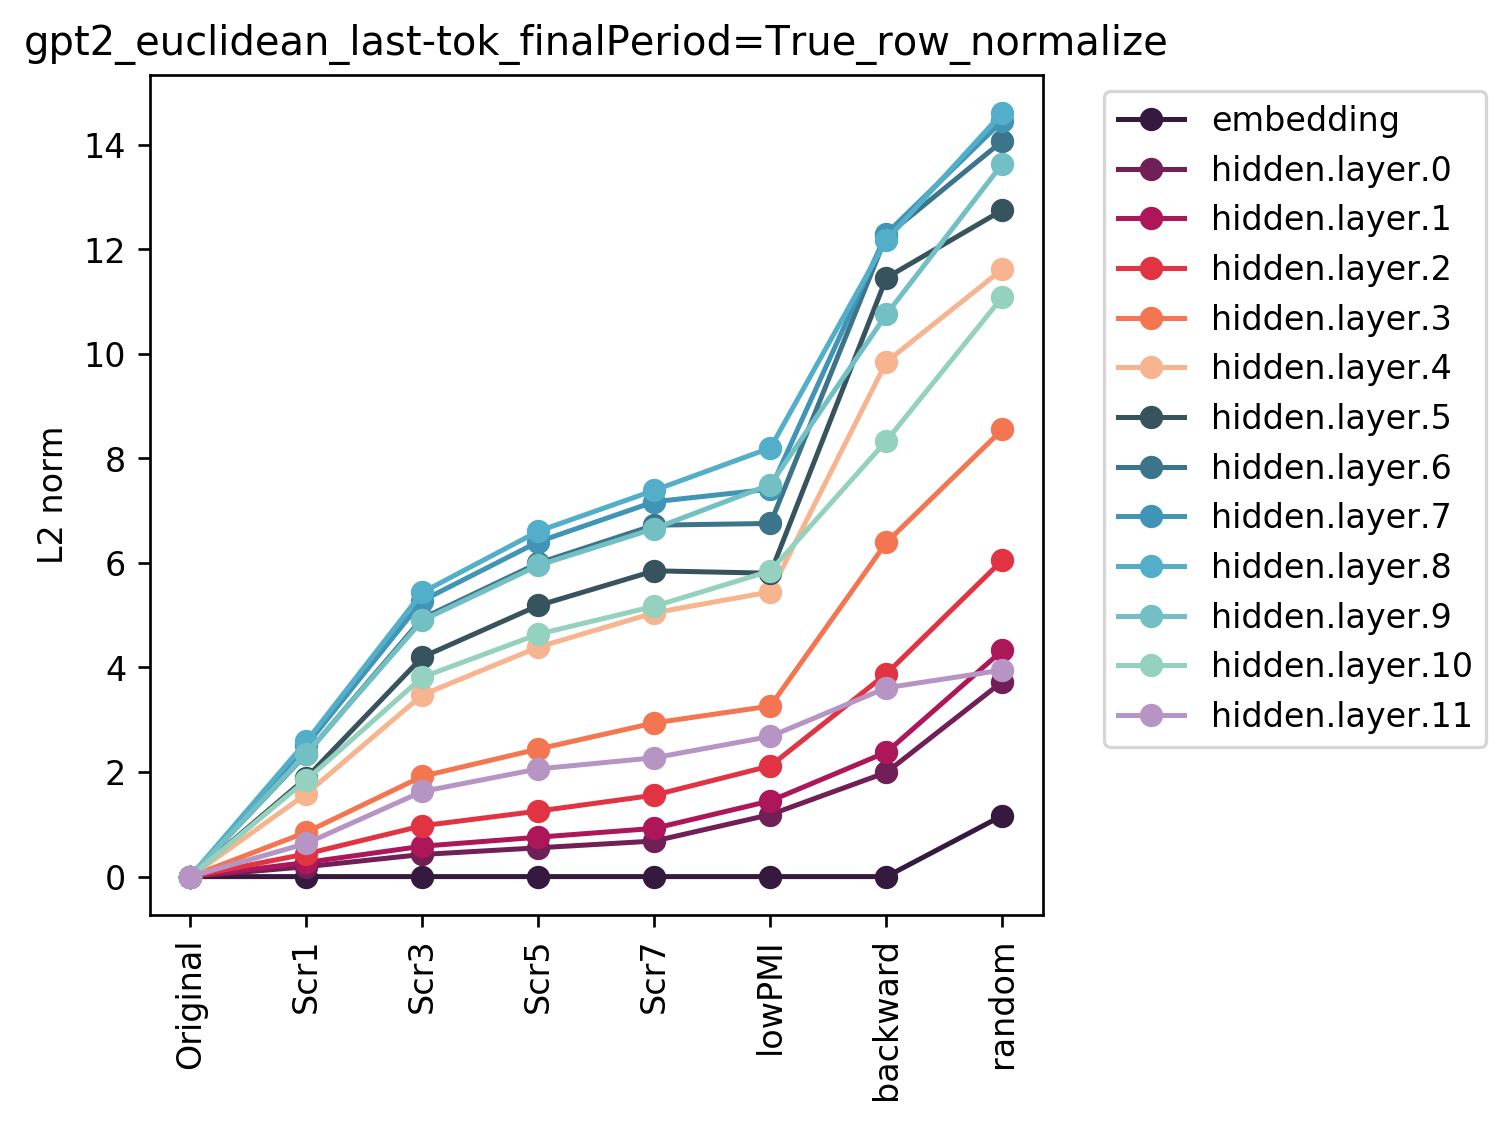 gpt2_euclidean_last-tok_finalPeriod=True_row_normalize
L2 norm
14
12
10
8
6
4
2
0
Original
Scr1
Scr3
Scr5
Scr7
lowPMI
backward
random
embedding
hidden.layer.0
hidden.layer.1
hidden.layer.2
hidden.layer.3
hidden.layer.4
hidden.layer.5
hidden.layer.6
hidden.layer.7
hidden.layer.8
hidden.layer.9
hidden.layer.10
hidden.layer.11